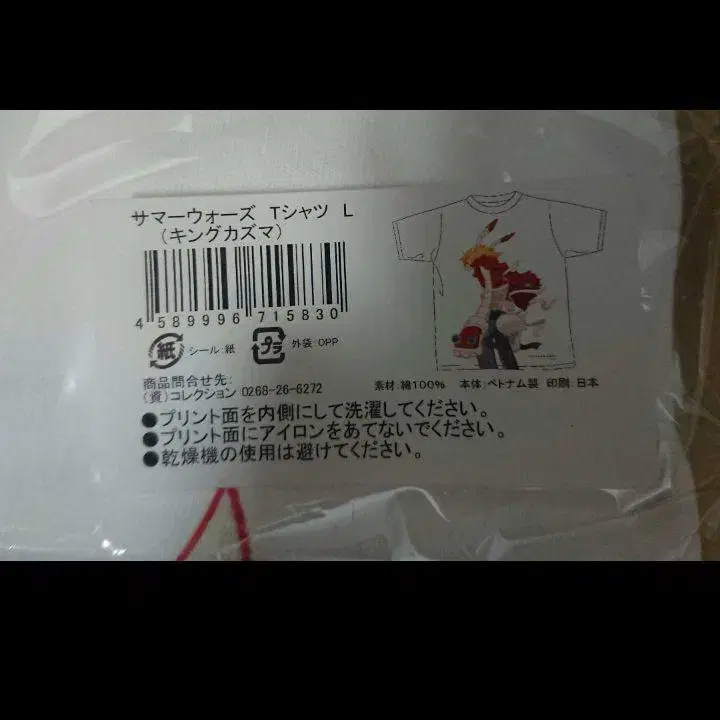 サマーウォーズ Tシャツ L
（キングカズマ）
4 589996 715830
紙 シール:紙 プラ 外装:OPP
商品問合せ先:
（資）コレクション 0268-26-6272
素材:綿100% 本体:ベトナム製 印刷:日本
●プリント面を内側にして洗濯してください。
●プリント面にアイロンをあてないでください。
●乾燥機の使用は避けてください。